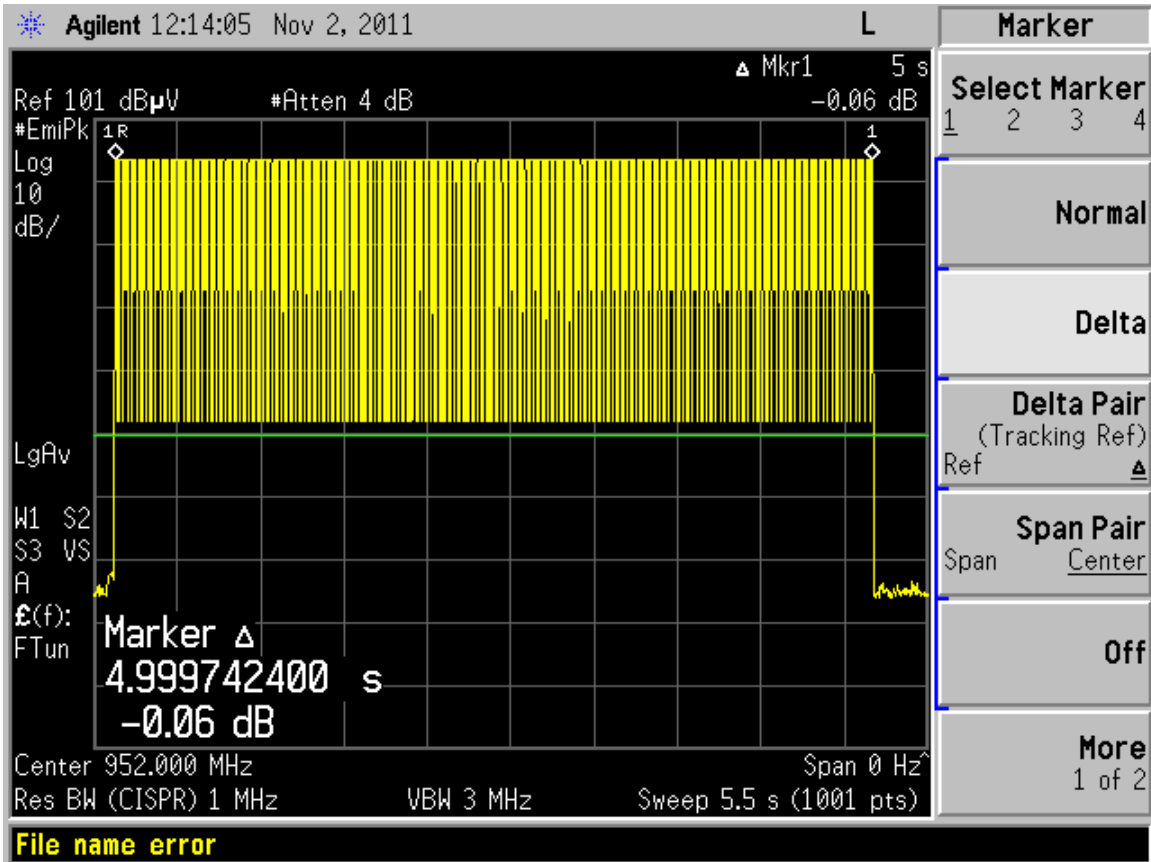 Agilent 12:14:05 Nov 2, 2011 L
Marker
Δ Mkr1 5 s
Ref 101 dBµV #Atten 4 dB -0.06 dB
#EmiPk
1R 1
Log
10
dB/
LgAv
W1 S2
S3 VS
A
£(f):
FTun
Marker Δ
4.999742400 s
-0.06 dB
Center 952.000 MHz Span 0 Hz^
Res BW (CISPR) 1 MHz VBW 3 MHz Sweep 5.5 s (1001 pts)
File name error
Select Marker
1 2 3 4
Normal
Delta
Delta Pair
(Tracking Ref)
Ref Δ
Span Pair
Span Center
Off
More
1 of 2